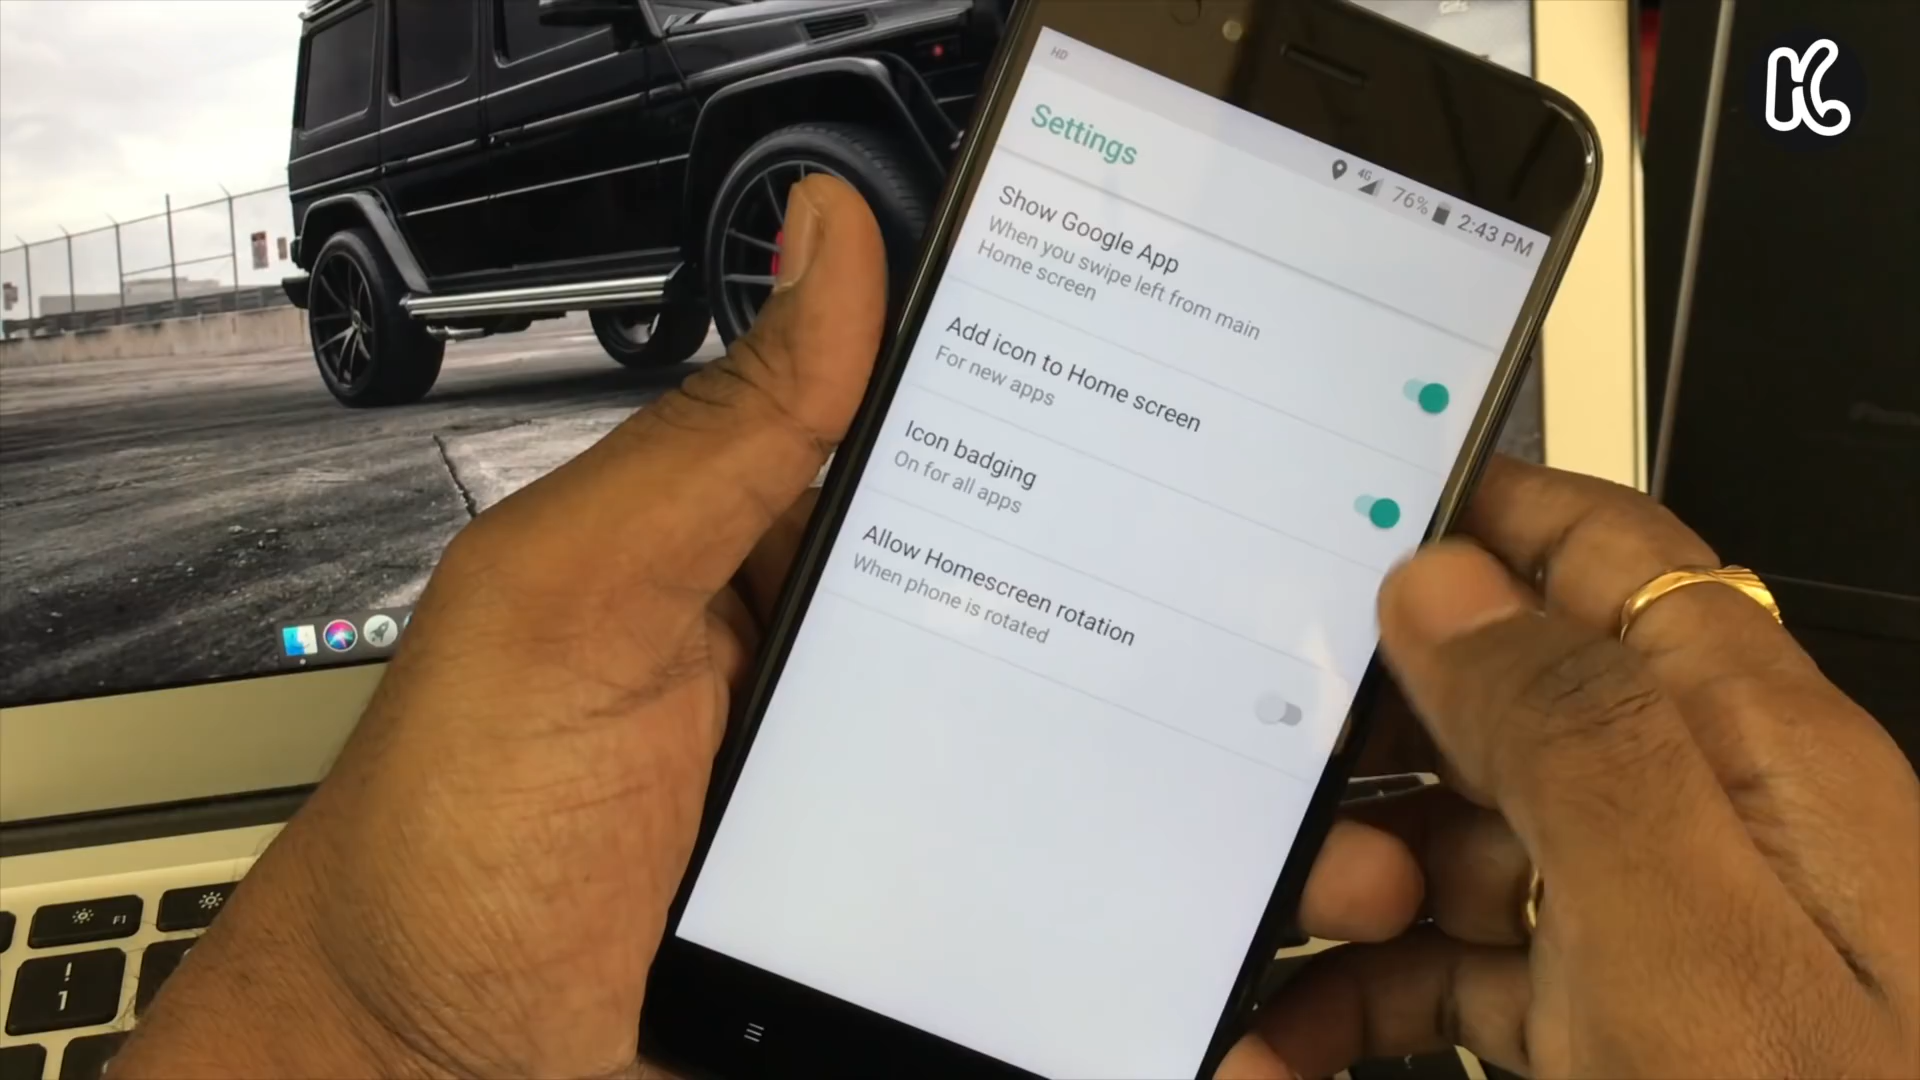 HD
4G 76% 2:43 PM
Settings
Show Google App
When you swipe left from main
Home screen
Add icon to Home screen
For new apps
Icon badging
On for all apps
Allow Homescreen rotation
When phone is rotated
F1
!
1